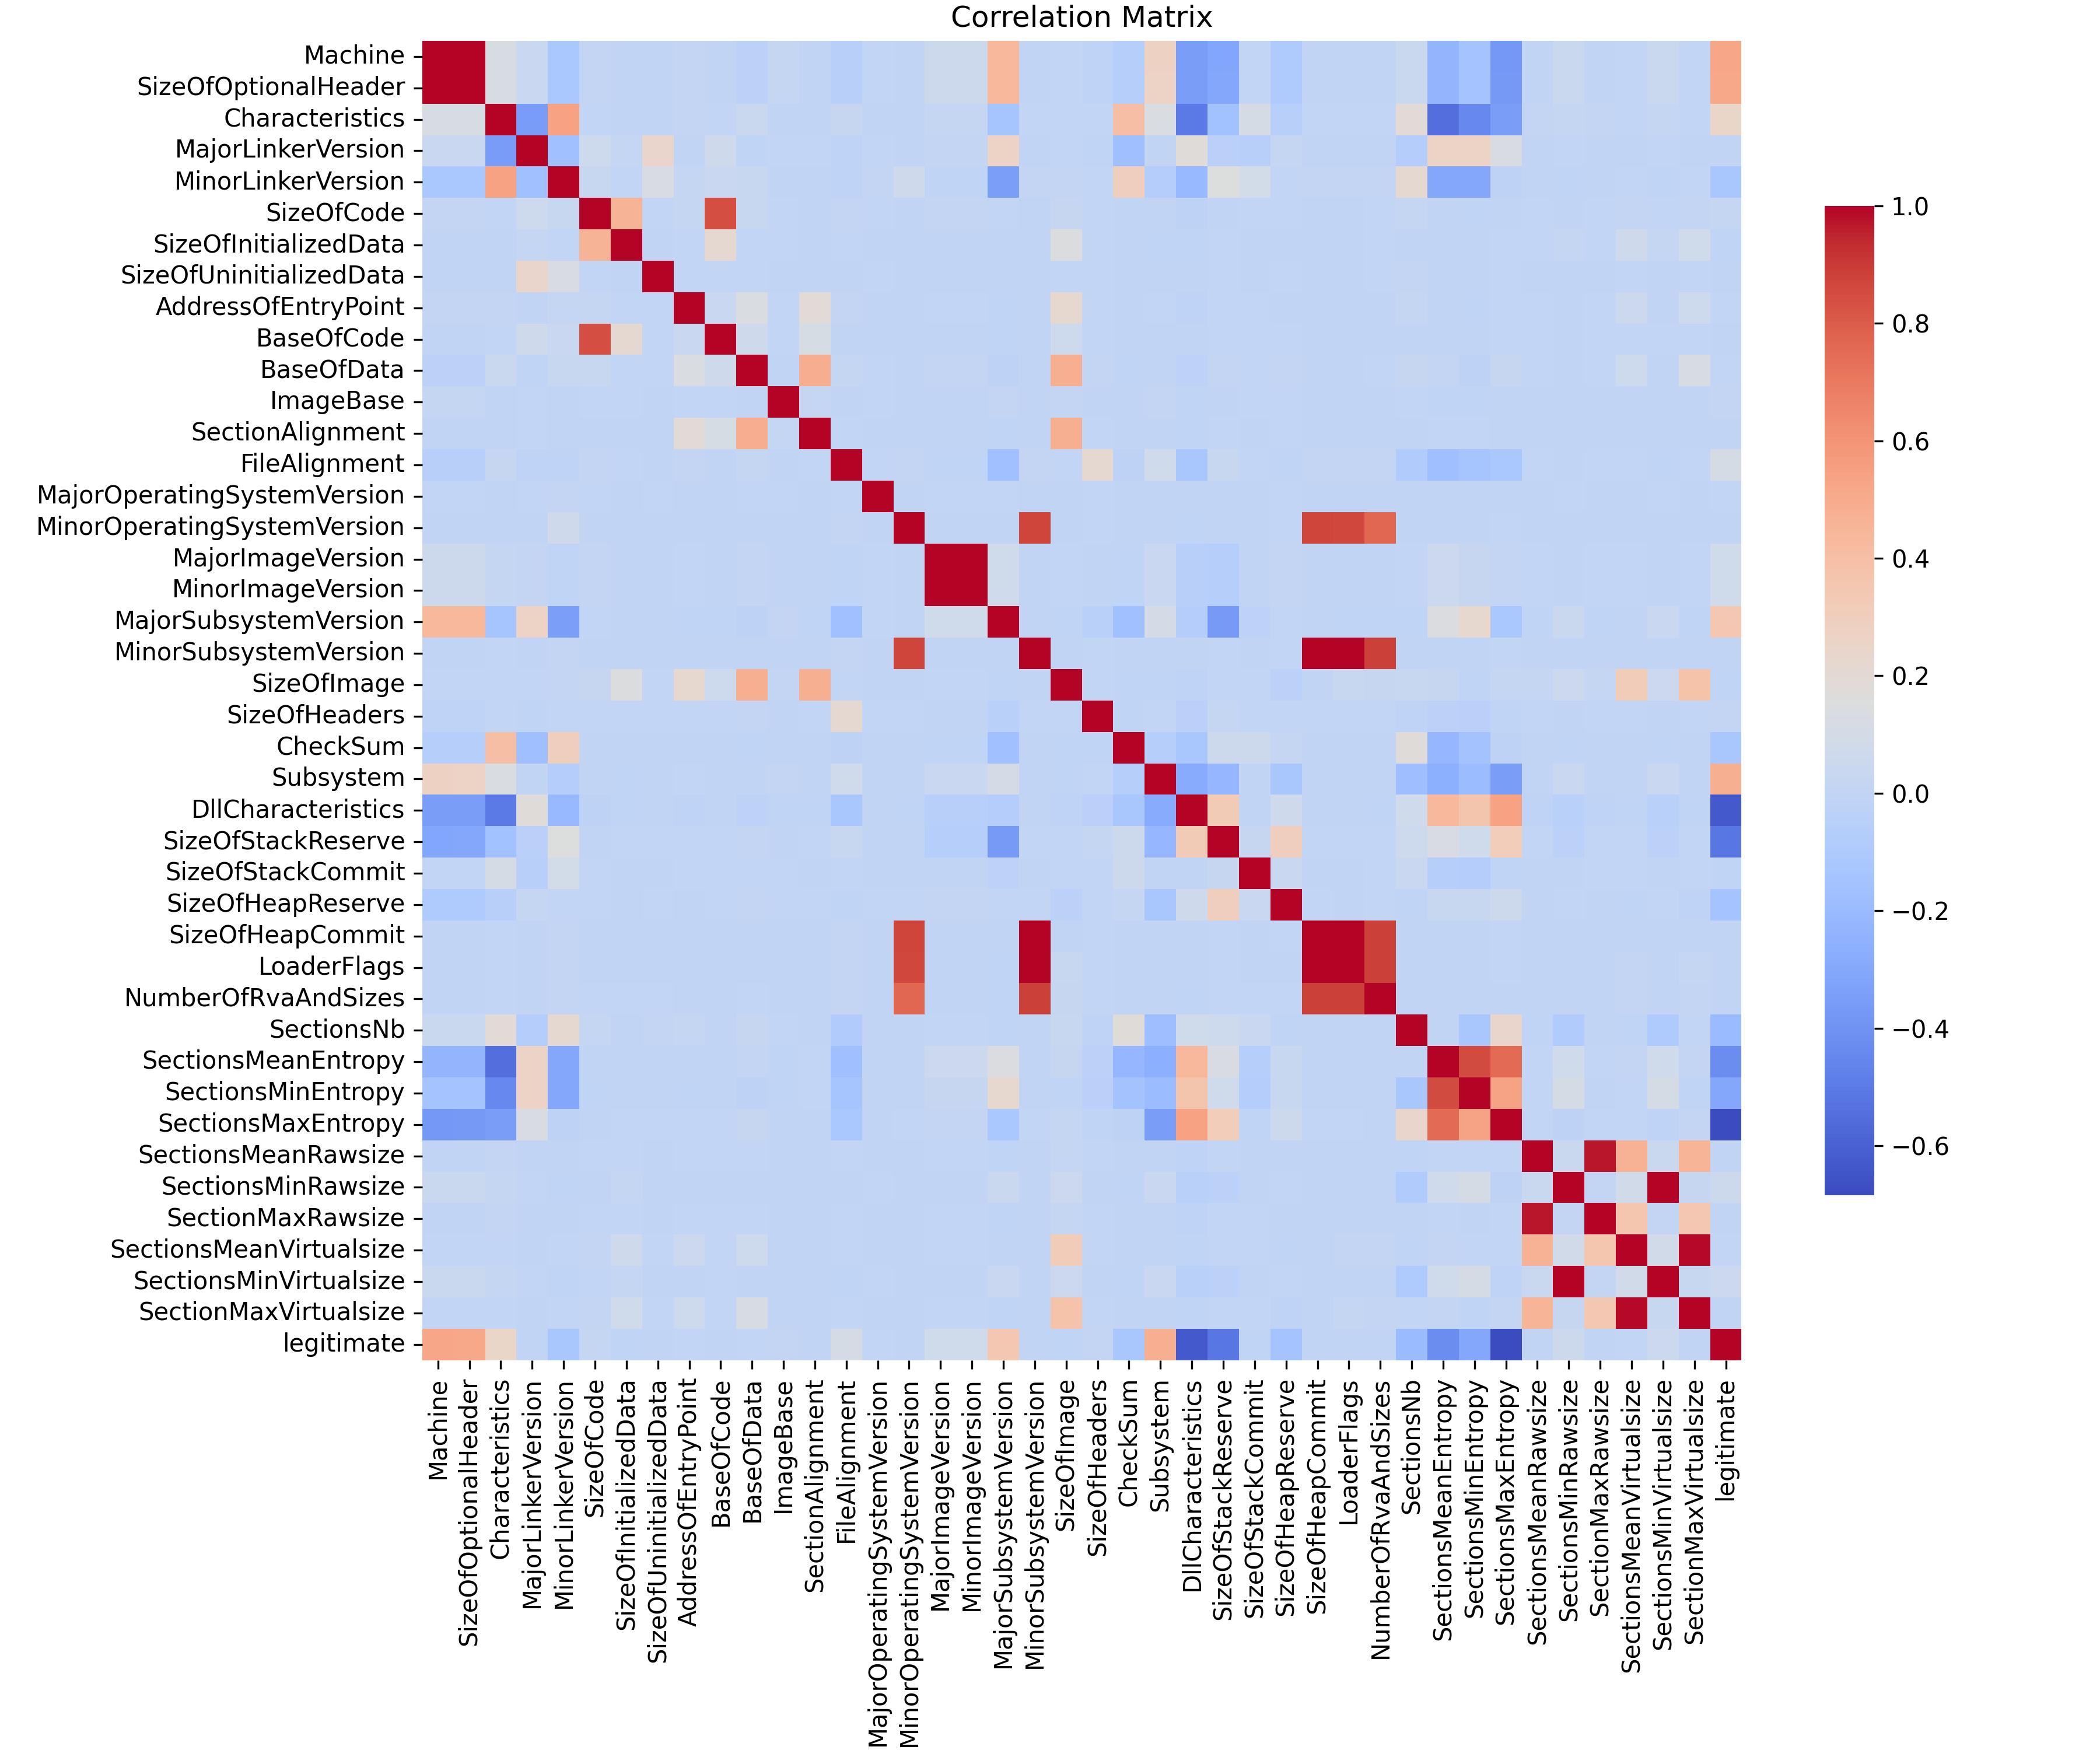 Correlation Matrix
Machine
SizeOfOptionalHeader
Characteristics
MajorLinkerVersion
MinorLinkerVersion
SizeOfCode
SizeOfInitializedData
SizeOfUninitializedData
AddressOfEntryPoint
BaseOfCode
BaseOfData
ImageBase
SectionAlignment
FileAlignment
MajorOperatingSystemVersion
MinorOperatingSystemVersion
MajorImageVersion
MinorImageVersion
MajorSubsystemVersion
MinorSubsystemVersion
SizeOfImage
SizeOfHeaders
CheckSum
Subsystem
DllCharacteristics
SizeOfStackReserve
SizeOfStackCommit
SizeOfHeapReserve
SizeOfHeapCommit
LoaderFlags
NumberOfRvaAndSizes
SectionsNb
SectionsMeanEntropy
SectionsMinEntropy
SectionsMaxEntropy
SectionsMeanRawsize
SectionsMinRawsize
SectionMaxRawsize
SectionsMeanVirtualsize
SectionsMinVirtualsize
SectionMaxVirtualsize
legitimate
Machine
SizeOfOptionalHeader
Characteristics
MajorLinkerVersion
MinorLinkerVersion
SizeOfCode
SizeOfInitializedData
SizeOfUninitializedData
AddressOfEntryPoint
BaseOfCode
BaseOfData
ImageBase
SectionAlignment
FileAlignment
MajorOperatingSystemVersion
MinorOperatingSystemVersion
MajorImageVersion
MinorImageVersion
MajorSubsystemVersion
MinorSubsystemVersion
SizeOfImage
SizeOfHeaders
CheckSum
Subsystem
DllCharacteristics
SizeOfStackReserve
SizeOfStackCommit
SizeOfHeapReserve
SizeOfHeapCommit
LoaderFlags
NumberOfRvaAndSizes
SectionsNb
SectionsMeanEntropy
SectionsMinEntropy
SectionsMaxEntropy
SectionsMeanRawsize
SectionsMinRawsize
SectionMaxRawsize
SectionsMeanVirtualsize
SectionsMinVirtualsize
SectionMaxVirtualsize
legitimate
1.0
0.8
0.6
0.4
0.2
0.0
−0.2
−0.4
−0.6